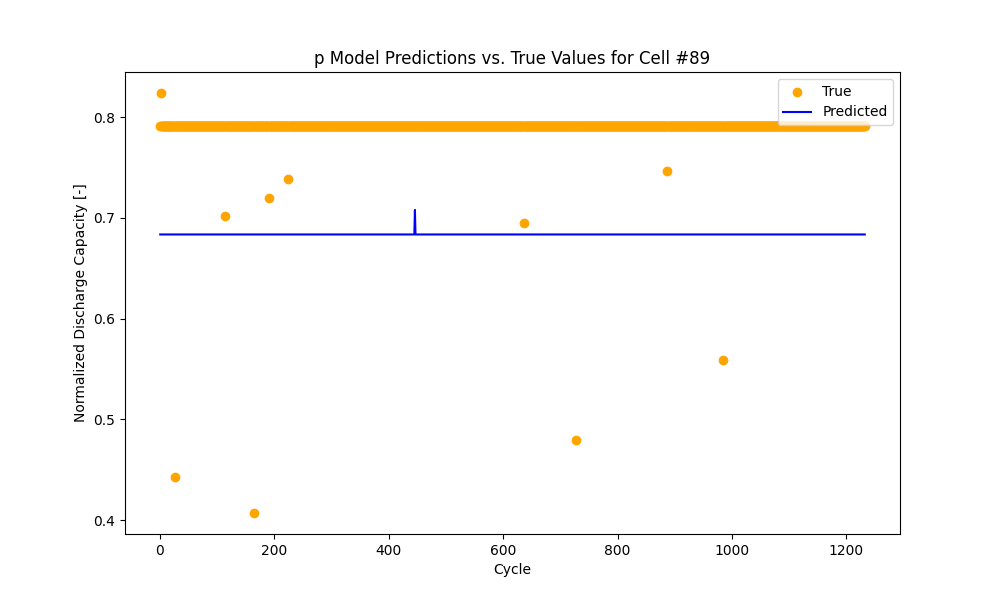 p Model Predictions vs. True Values for Cell #89
True
Predicted
Normalized Discharge Capacity [-]
0.8
0.7
0.6
0.5
0.4
0
200
400
600
800
1000
1200
Cycle